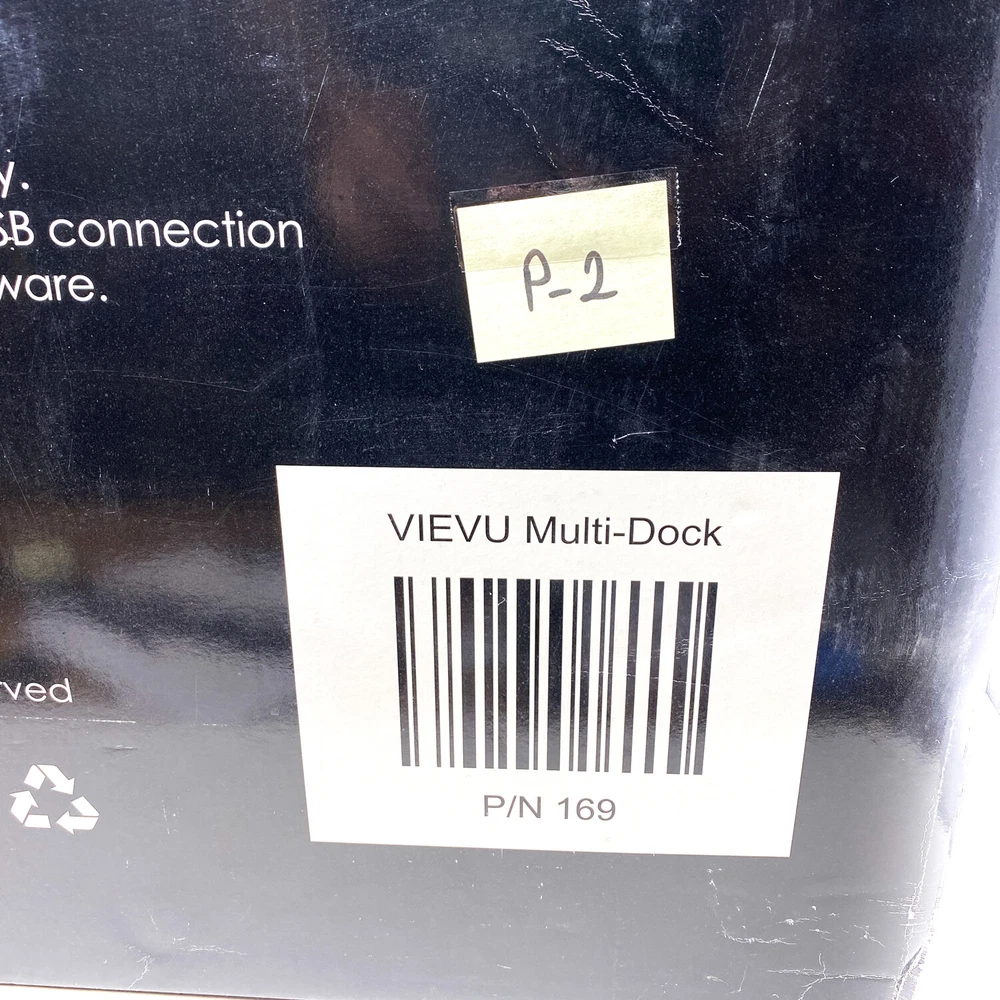 y.
SB connection
ware.
P-2
VIEVU Multi-Dock
P/N 169
rved